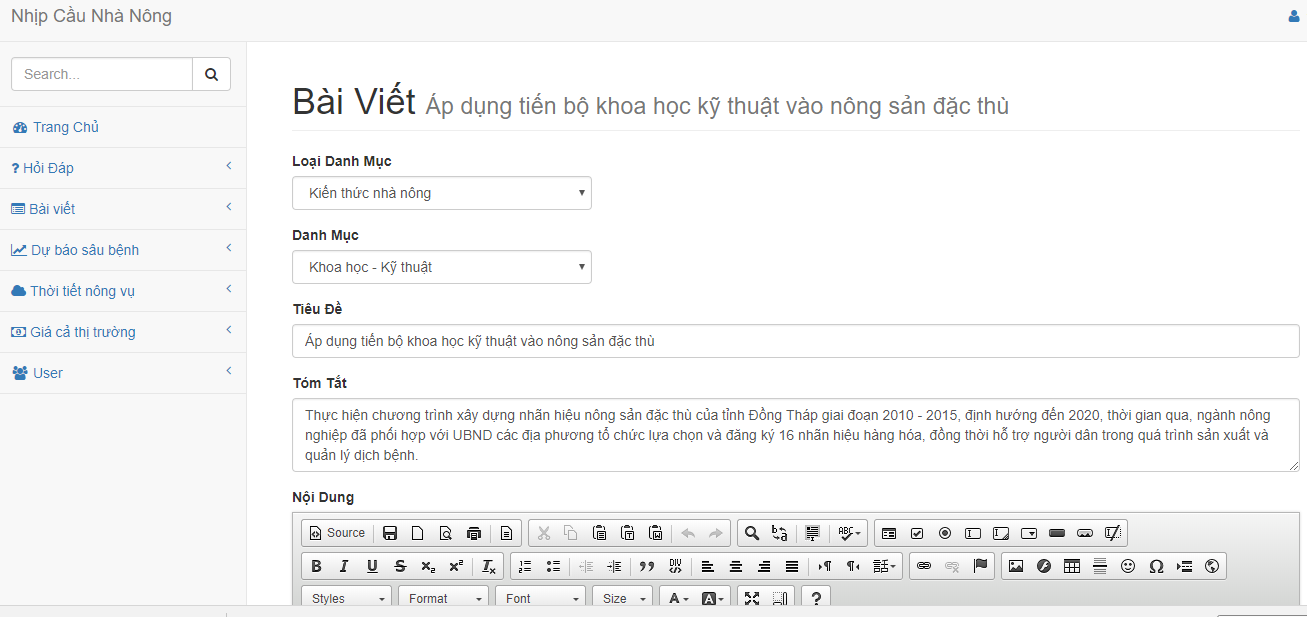 Nhịp Cầu Nhà Nông
Search...
Trang Chủ
Hỏi Đáp
Bài viết
Dự báo sâu bệnh
Thời tiết nông vụ
Giá cả thị trường
User
Bài Viết Áp dụng tiến bộ khoa học kỹ thuật vào nông sản đặc thù
Loại Danh Mục
Kiến thức nhà nông
Danh Mục
Khoa học - Kỹ thuật
Tiêu Đề
Áp dụng tiến bộ khoa học kỹ thuật vào nông sản đặc thù
Tóm Tắt
Thực hiện chương trình xây dựng nhãn hiệu nông sản đặc thù của tỉnh Đồng Tháp giai đoạn 2010 - 2015, định hướng đến 2020, thời gian qua, ngành nông
nghiệp đã phối hợp với UBND các địa phương tổ chức lựa chọn và đăng ký 16 nhãn hiệu hàng hóa, đồng thời hỗ trợ người dân trong quá trình sản xuất và
quản lý dịch bệnh.
Nội Dung
Source
Styles Format Font Size